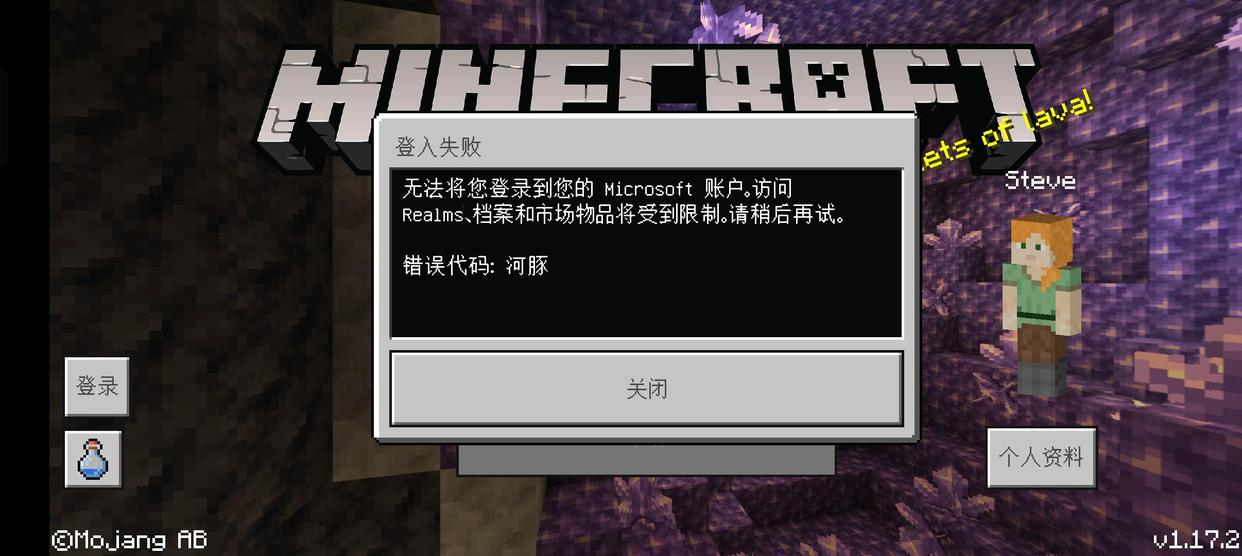 MINECRAFT
ets of lava!
登入失败
Steve
无法将您登录到您的 Microsoft 账户。访问
Realms、档案和市场物品将受到限制。请稍后再试。
错误代码: 河豚
登录
关闭
个人资料
©Mojang AB
v1.17.2